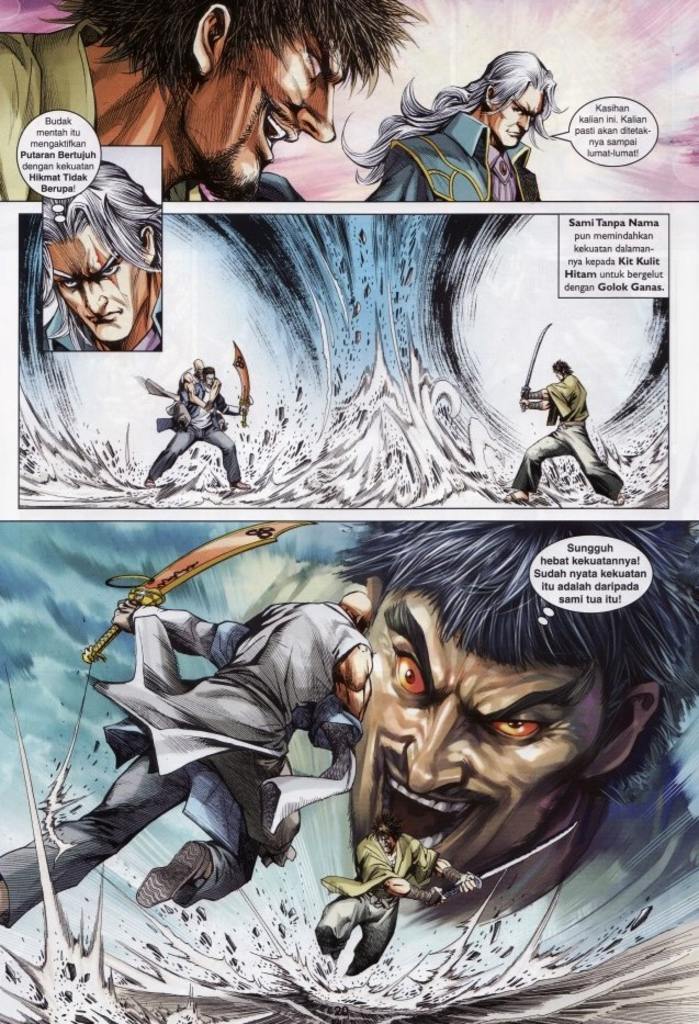 Budak
mentah itu
mengaktifkan
Putaran Bertujuh
dengan kekuatan
Hikmat Tidak
Berupa!
Kasihan
kalian ini. Kalian
pasti akan ditetak-
nya sampai
lumat-lumat!
Sami Tanpa Nama
pun memindahkan
kekuatan dalaman-
nya kepada Kit Kulit
Hitam untuk bergelut
dengan Golok Ganas.
Sungguh
hebat kekuatannya!
Sudah nyata kekuatan
itu adalah daripada
sami tua itu!
20